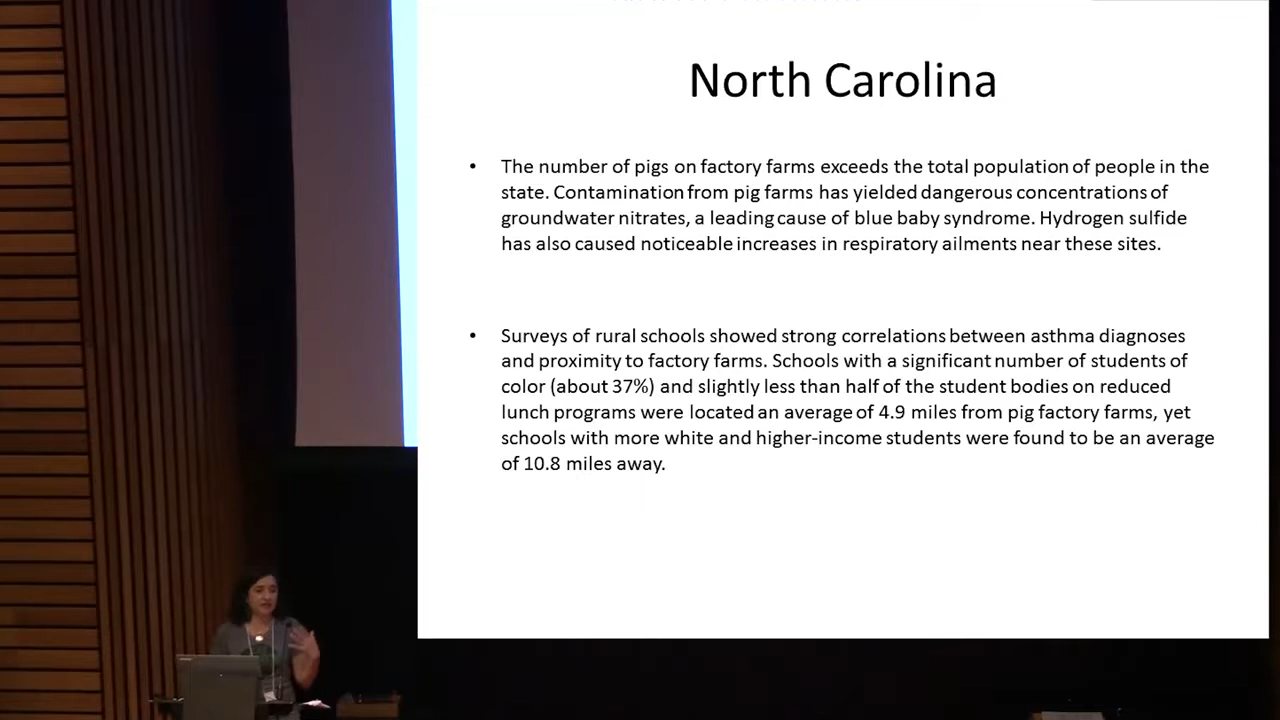 North Carolina
• The number of pigs on factory farms exceeds the total population of people in the
state. Contamination from pig farms has yielded dangerous concentrations of
groundwater nitrates, a leading cause of blue baby syndrome. Hydrogen sulfide
has also caused noticeable increases in respiratory ailments near these sites.
• Surveys of rural schools showed strong correlations between asthma diagnoses
and proximity to factory farms. Schools with a significant number of students of
color (about 37%) and slightly less than half of the student bodies on reduced
lunch programs were located an average of 4.9 miles from pig factory farms, yet
schools with more white and higher-income students were found to be an average
of 10.8 miles away.